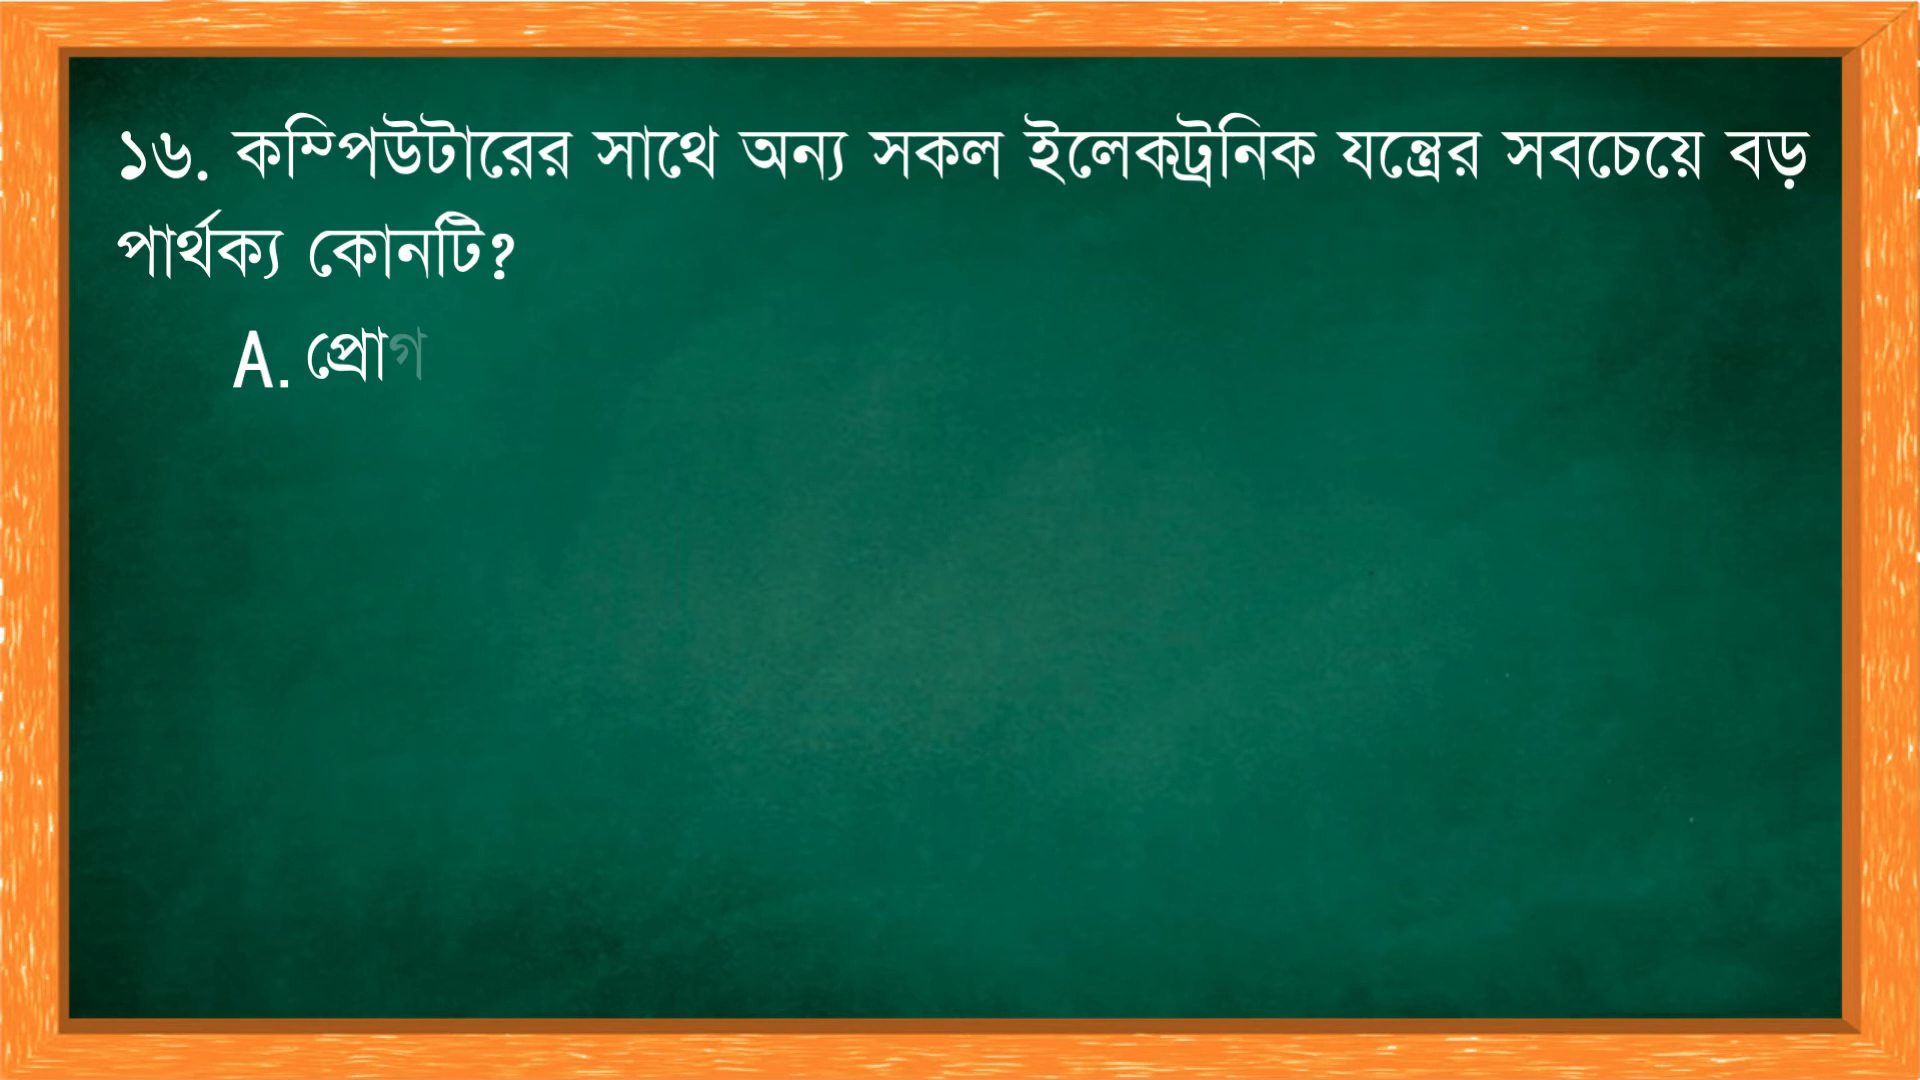 ১৬. কম্পিউটারের সাথে অন্য সকল ইলেকট্রনিক যন্ত্রের সবচেয়ে বড়
পার্থক্য কোনটি?
A. প্রোগ